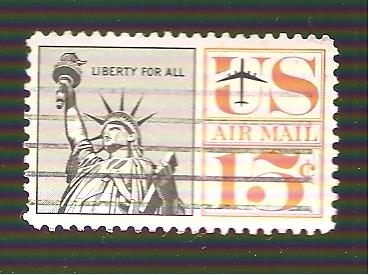 LIBERTY FOR ALL
US
AIR MAIL
15¢